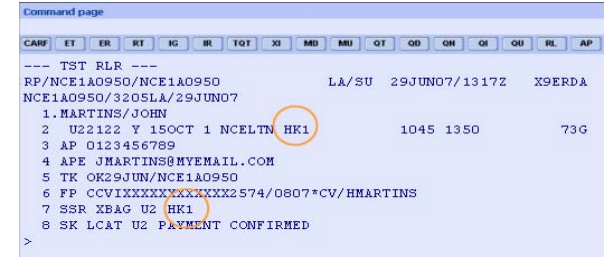 Command page
CARF ET ER RT IG IR TQT XI MD MU QT QD QH QI QU RL AP
--- TST RLR ---
RP/NCE1A0950/NCE1A0950 LA/SU 29JUN07/1317Z X9ERDA
NCE1A0950/3205LA/29JUN07
1.MARTINS/JOHN
2 U22122 Y 15OCT 1 NCELTN HK1 1045 1350 73G
3 AP 0123456789
4 APE JMARTINS@MYEMAIL.COM
5 TK OK29JUN/NCE1A0950
6 FP CCVIXXXXXXXXXXXX2574/0807*CV/HMARTINS
7 SSR XBAG U2 HK1
8 SK LCAT U2 PAYMENT CONFIRMED
>